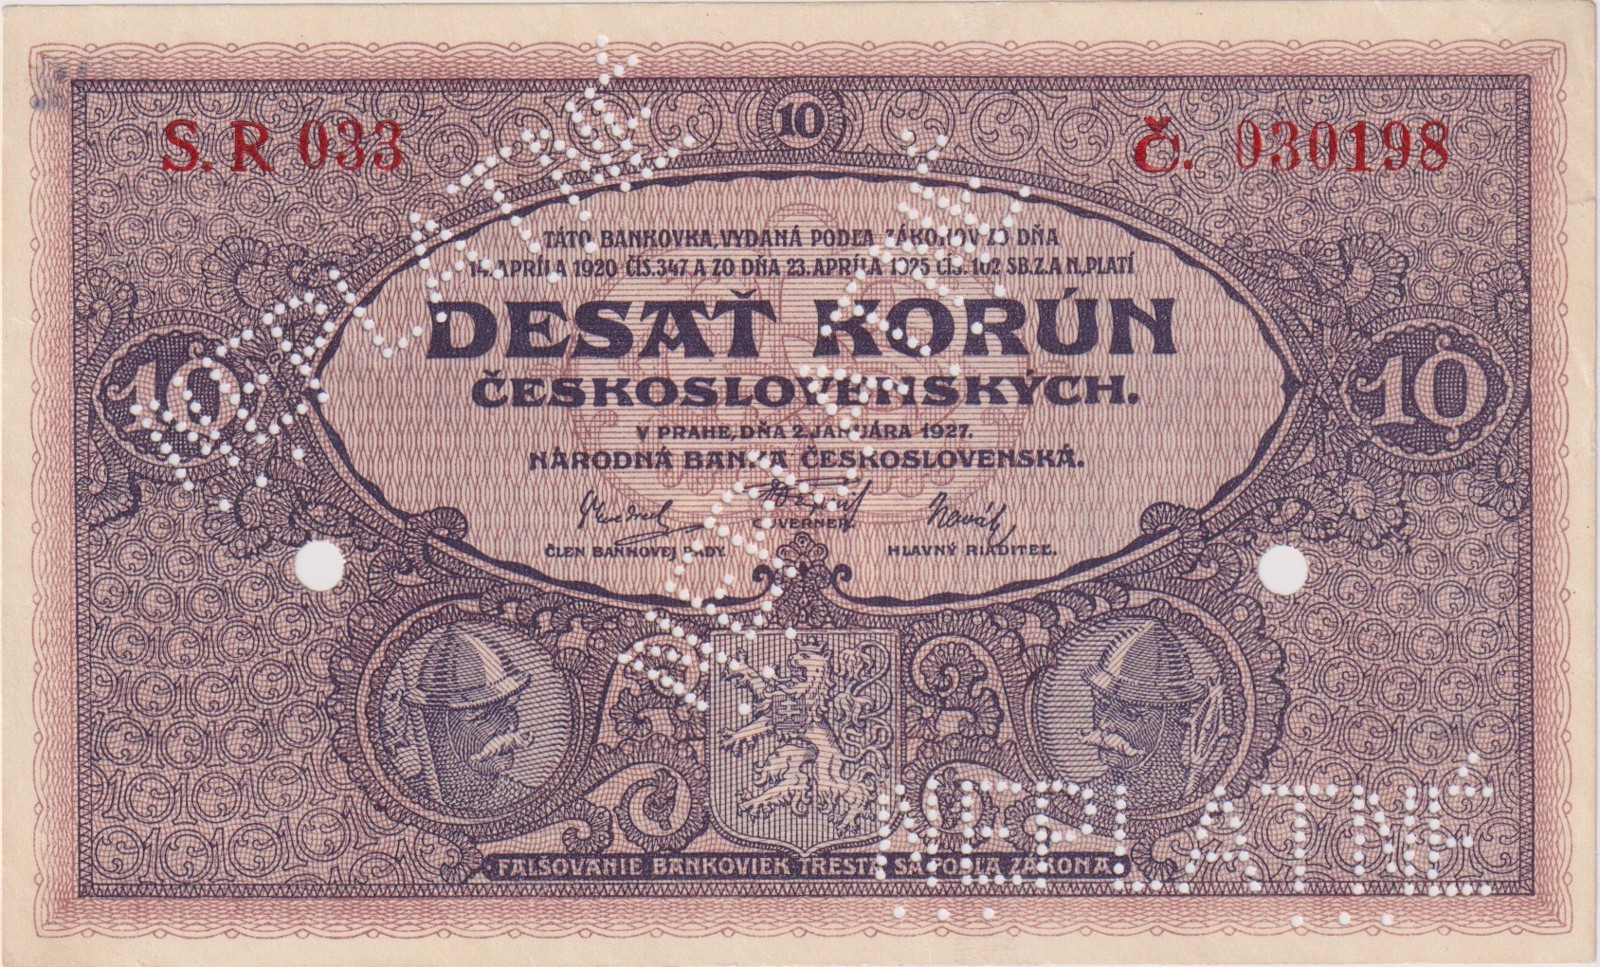 10
S. R 033
Č. 030198
TÁTO BANKOVKA, VYDANÁ PODĽA ZÁKONOV ZO DŇA
14. APRÍLA 1920 ČÍS. 347 A ZO DŇA 23. APRÍLA 1925 ČÍS. 102 SB. Z. A N., PLATÍ
DESAŤ KORÚN
ČESKOSLOVENSKÝCH.
10
10
V PRAHE, DŇA 2. JANUÁRA 1927.
NÁRODNÁ BANKA ČESKOSLOVENSKÁ.
Novák
GUVERNER.
ČLEN BANKOVEJ RADY.
HLAVNÝ RIADITEĽ.
FALŠOVANIE BANKOVIEK TRESTÁ SA PODĽA ZÁKONA.
NEPLATNÉ
NEPLATNÉ